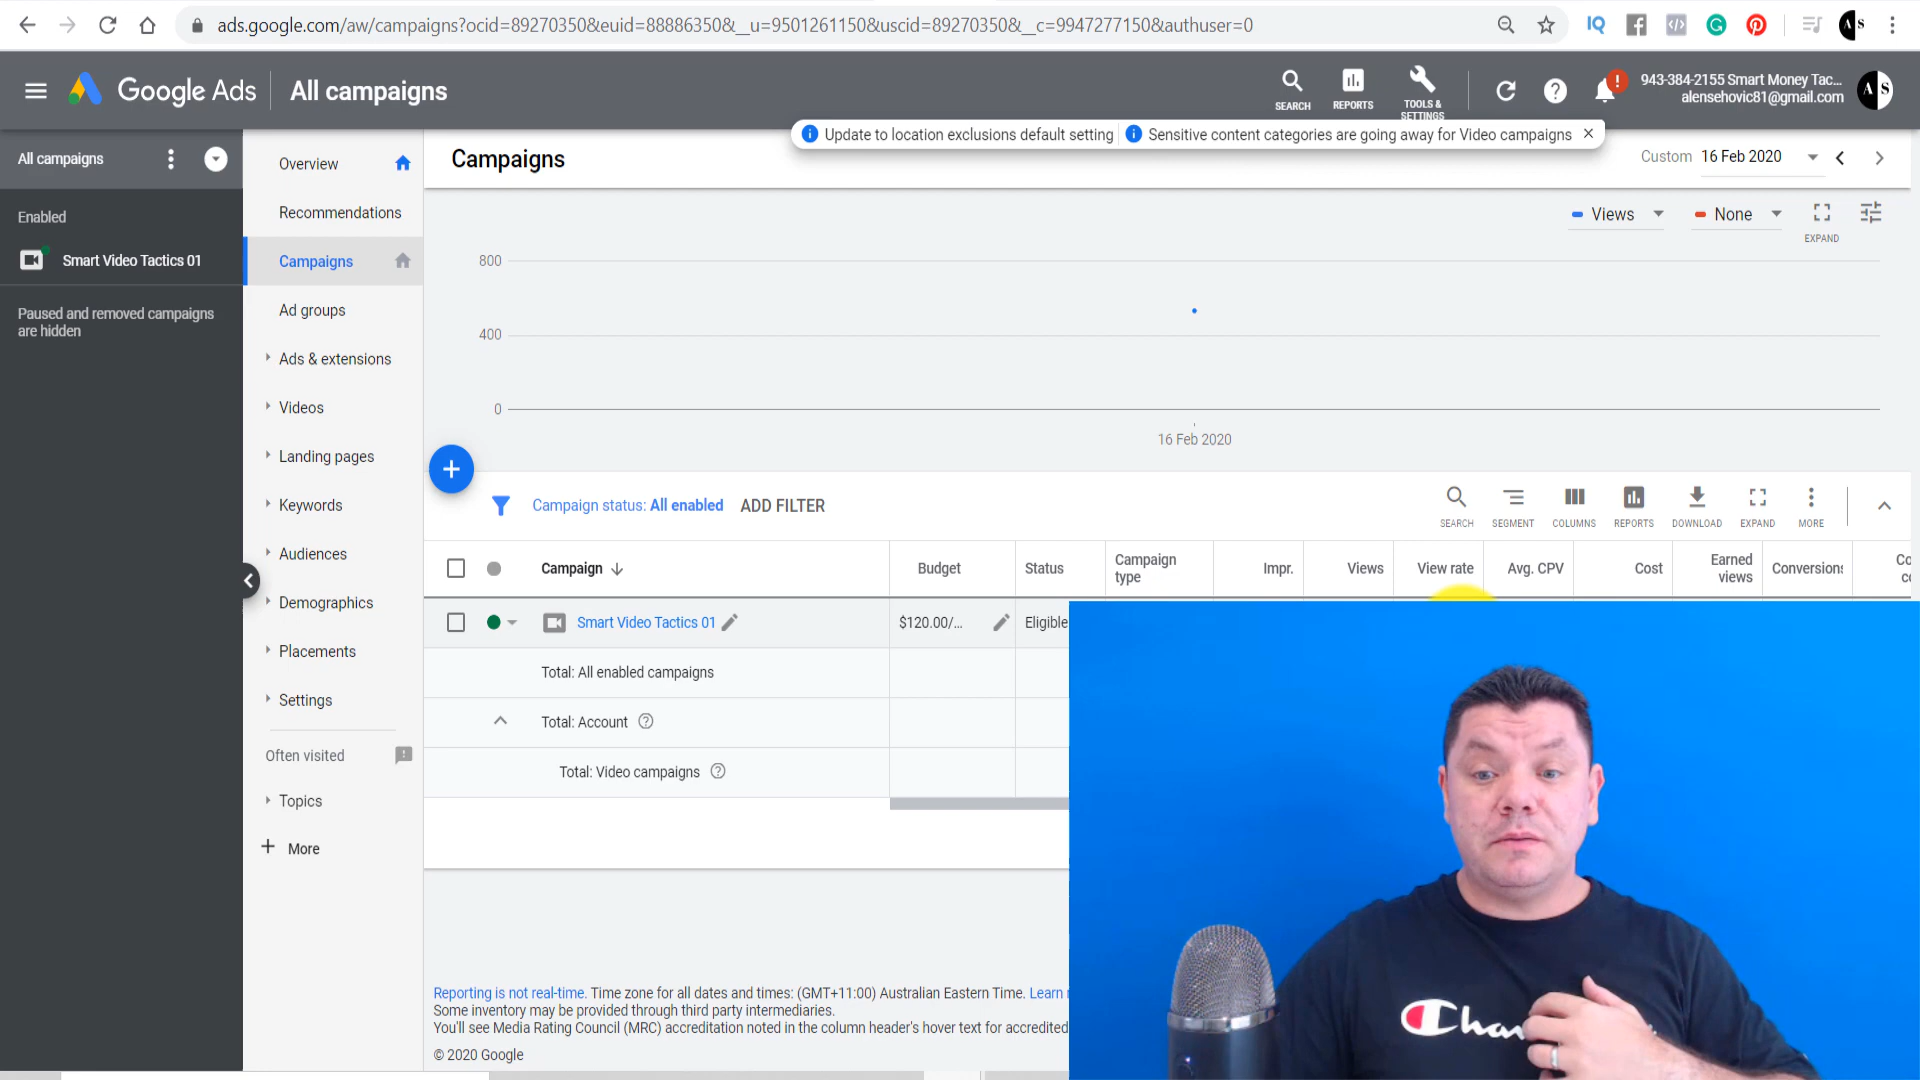 ads.google.com/aw/campaigns?ocid=89270350&euid=88886350&__u=9501261150&uscid=89270350&__c=9947277150&authuser=0
Google Ads
All campaigns
SEARCH
REPORTS
TOOLS &
SETTINGS
943-384-2155 Smart Money Tac...
alensehovic81@gmail.com
A S
Update to location exclusions default setting
Sensitive content categories are going away for Video campaigns
All campaigns
Enabled
Smart Video Tactics 01
Paused and removed campaigns
are hidden
Overview
Recommendations
Campaigns
Ad groups
Ads & extensions
Videos
Landing pages
Keywords
Audiences
Demographics
Placements
Settings
Often visited
Topics
More
Campaigns
Custom 16 Feb 2020
Views
None
EXPAND
800
400
0
16 Feb 2020
Campaign status: All enabled
ADD FILTER
SEARCH
SEGMENT
COLUMNS
REPORTS
DOWNLOAD
EXPAND
MORE
Campaign
Budget
Status
Campaign
type
Impr.
Views
View rate
Avg. CPV
Cost
Earned
views
Conversions
Co
co
Smart Video Tactics 01
$120.00/...
Eligible
Total: All enabled campaigns
Total: Account
Total: Video campaigns
Reporting is not real-time. Time zone for all dates and times: (GMT+11:00) Australian Eastern Time. Learn
Some inventory may be provided through third party intermediaries.
You'll see Media Rating Council (MRC) accreditation noted in the column header's hover text for accredited
© 2020 Google
Cham